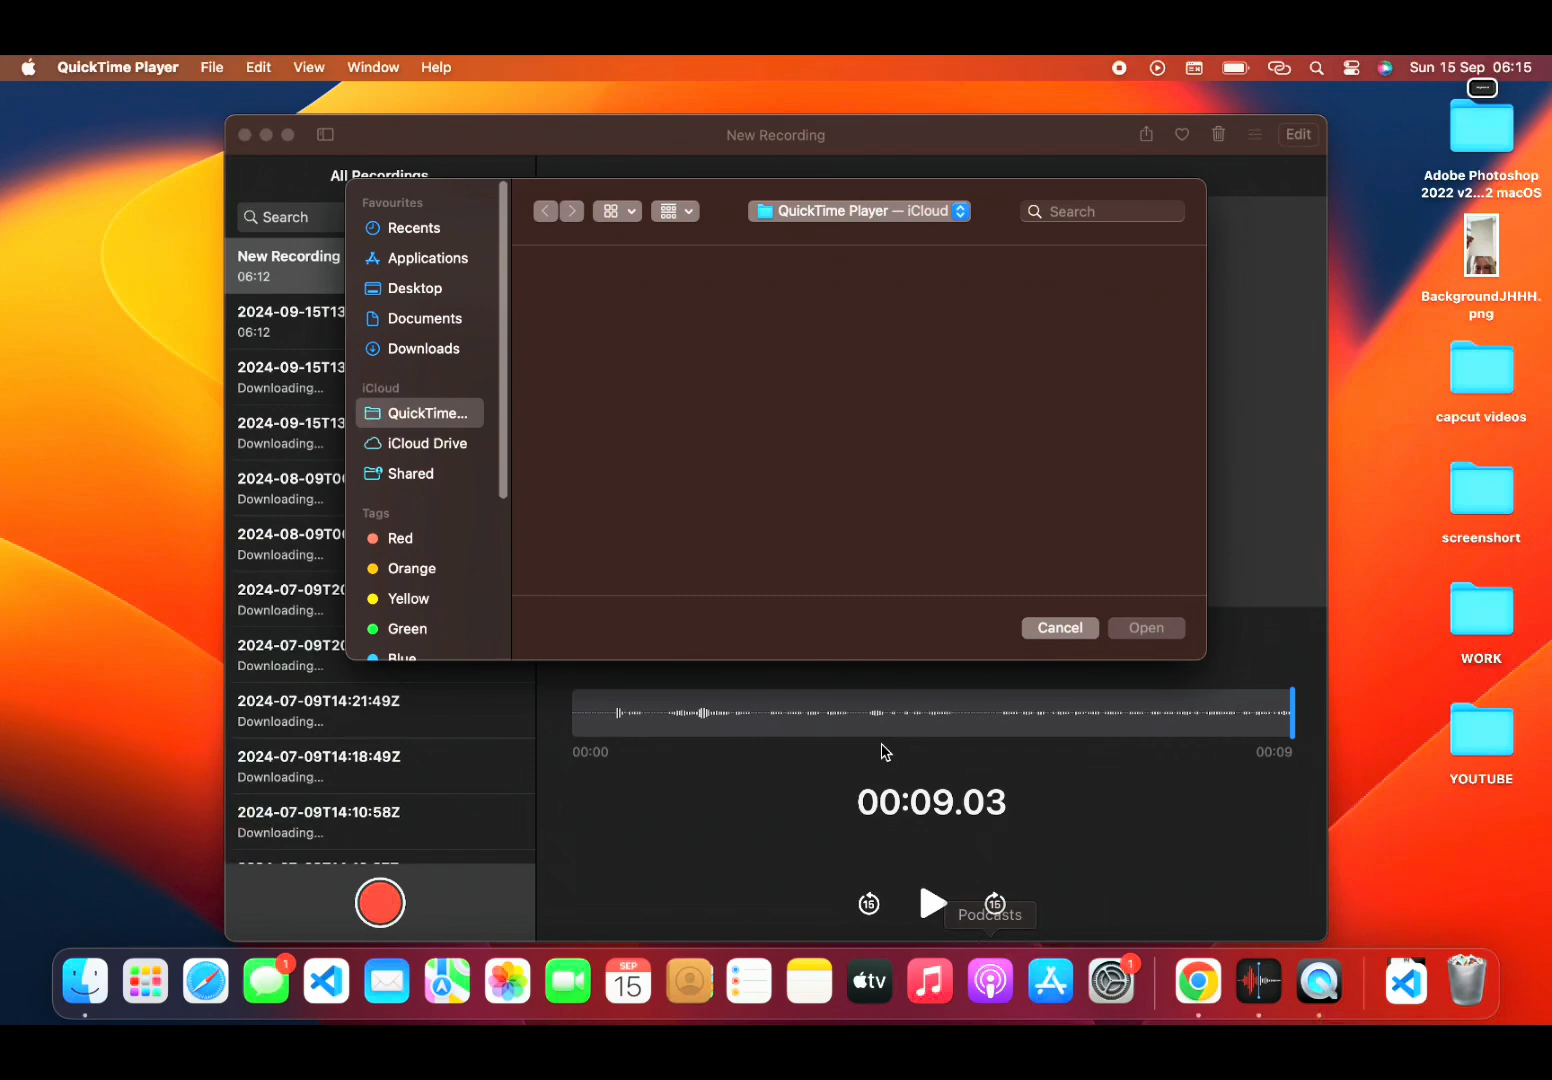 QuickTime Player File Edit View Window Help
Sun 15 Sep 06:15
New Recording
Edit
All Recordings
Search
New Recording
06:12
2024-09-15T13
06:12
2024-09-15T13
Downloading...
2024-09-15T13
Downloading...
2024-08-09T0
Downloading...
2024-08-09T0
Downloading...
2024-07-09T2
Downloading...
2024-07-09T2
Downloading...
2024-07-09T14:21:49Z
Downloading...
2024-07-09T14:18:49Z
Downloading...
2024-07-09T14:10:58Z
Downloading...
Favourites
Recents
Applications
Desktop
Documents
Downloads
iCloud
QuickTime...
iCloud Drive
Shared
Tags
Red
Orange
Yellow
Green
Blue
QuickTime Player — iCloud
Search
Cancel
Open
00:00
00:09
00:09.03
15
15
Podcasts
Adobe Photoshop
2022 v2...2 macOS
BackgroundJHHH.
png
capcut videos
screenshort
WORK
YOUTUBE
1
SEP
15
tv
1